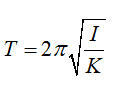 T = 2π√(I/K)